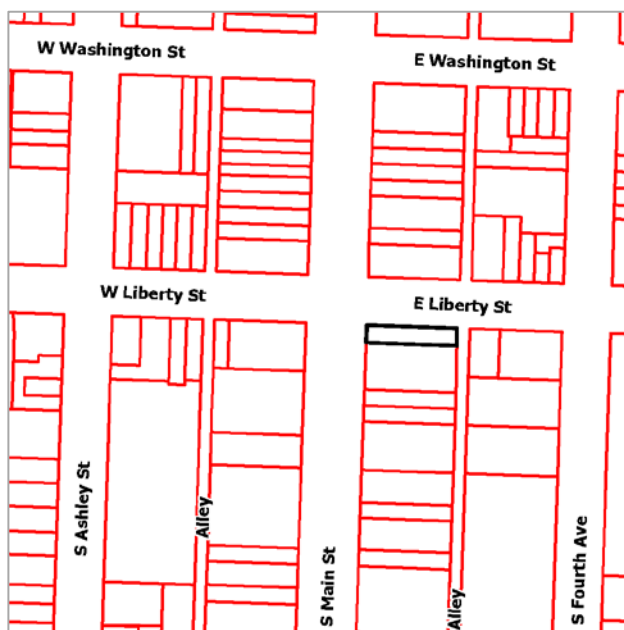 W Washington St
E Washington St
W Liberty St
E Liberty St
S Ashley St
Alley
S Main St
Alley
S Fourth Ave